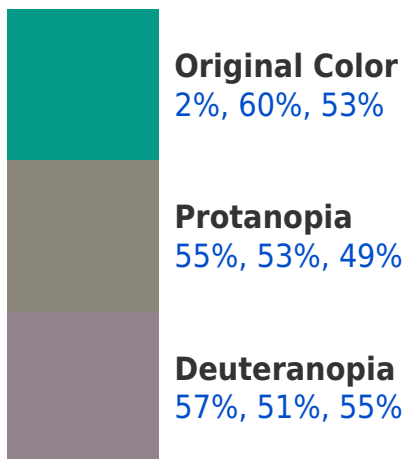 Original Color
2%, 60%, 53%
Protanopia
55%, 53%, 49%
Deuteranopia
57%, 51%, 55%